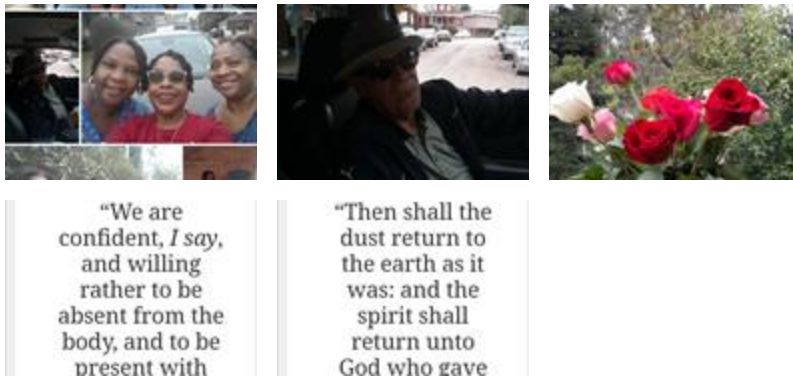 “We are
confident, I say,
and willing
rather to be
absent from the
body, and to be
present with
“Then shall the
dust return to
the earth as it
was: and the
spirit shall
return unto
God who gave